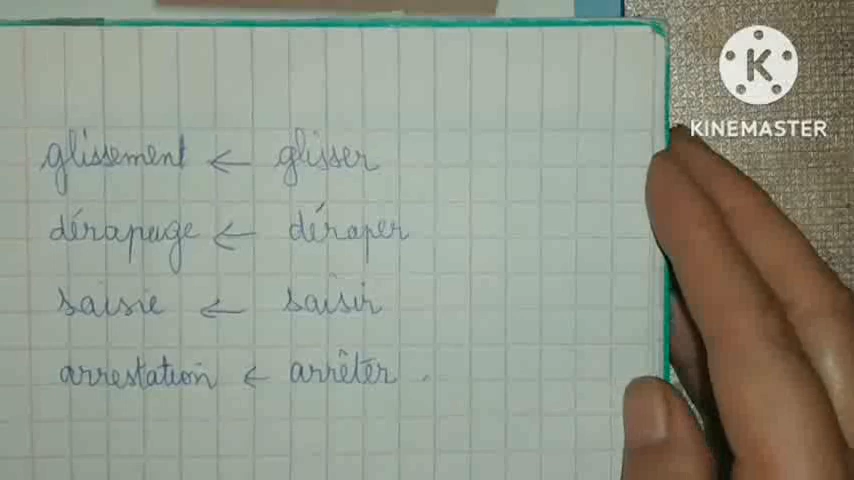 KINEMASTER
glissement ← glisser
dérapage ← déraper
saisie ← saisir
arrestation ← arrêter